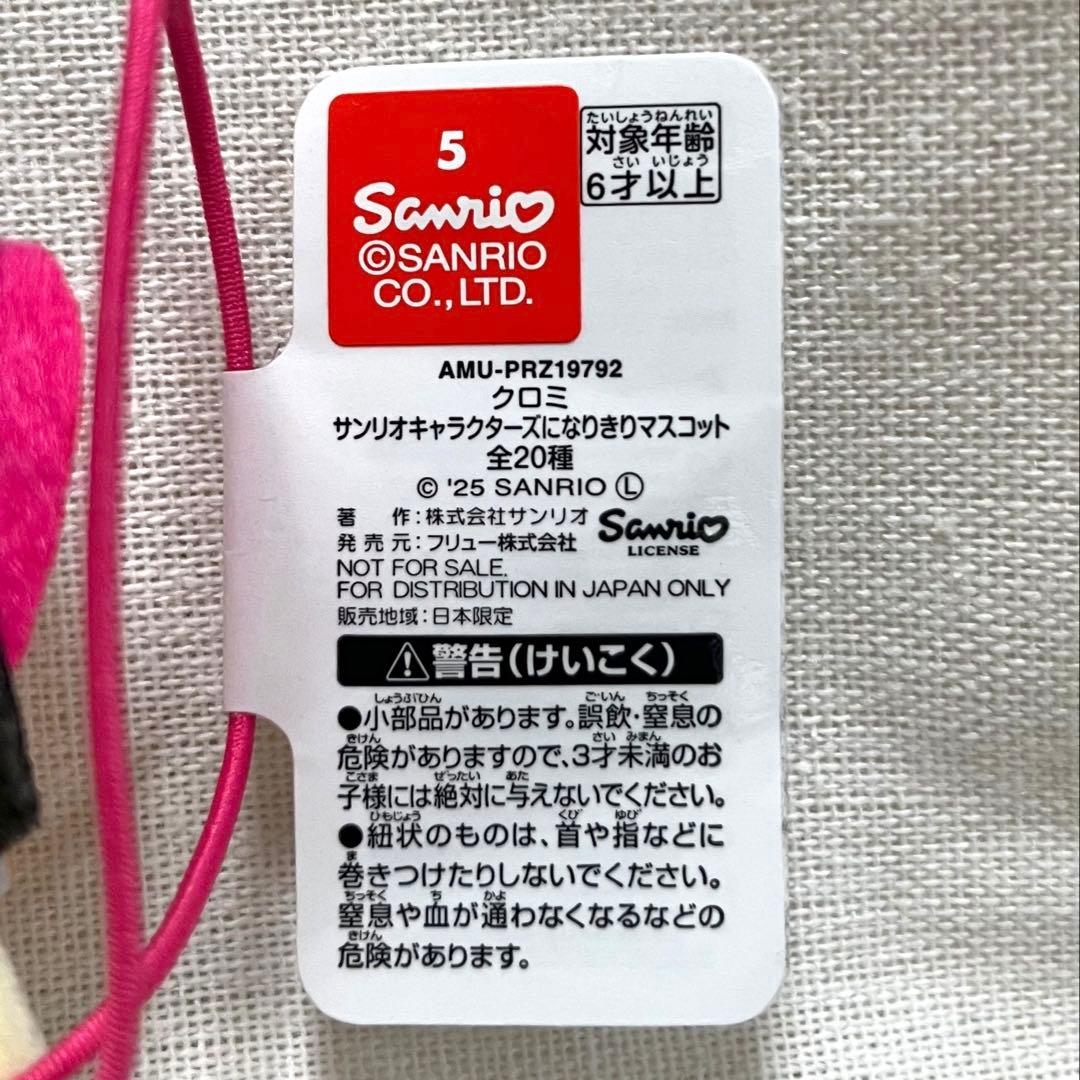 5
Sanrio
©SANRIO
CO.,LTD.
たいしょうねんれい
対象年齢
さい いじょう
6才以上
AMU-PRZ19792
クロミ
サンリオキャラクターズになりきりマスコット
全20種
© '25 SANRIO Ⓛ
著 作:株式会社サンリオ
発売元:フリュー株式会社
Sanrio
LICENSE
NOT FOR SALE.
FOR DISTRIBUTION IN JAPAN ONLY
販売地域:日本限定
⚠警告(けいこく)
しょうぶひん ごいん ちっそく
●小部品があります。誤飲・窒息の
きけん さい みまん
危険がありますので、3才未満のお
こさま ぜったい あた
子様には絶対に与えないでください。
ひもじょう くび ゆび
●紐状のものは、首や指などに
ま
巻きつけたりしないでください。
ちっそく ち かよ
窒息や血が通わなくなるなどの
きけん
危険があります。